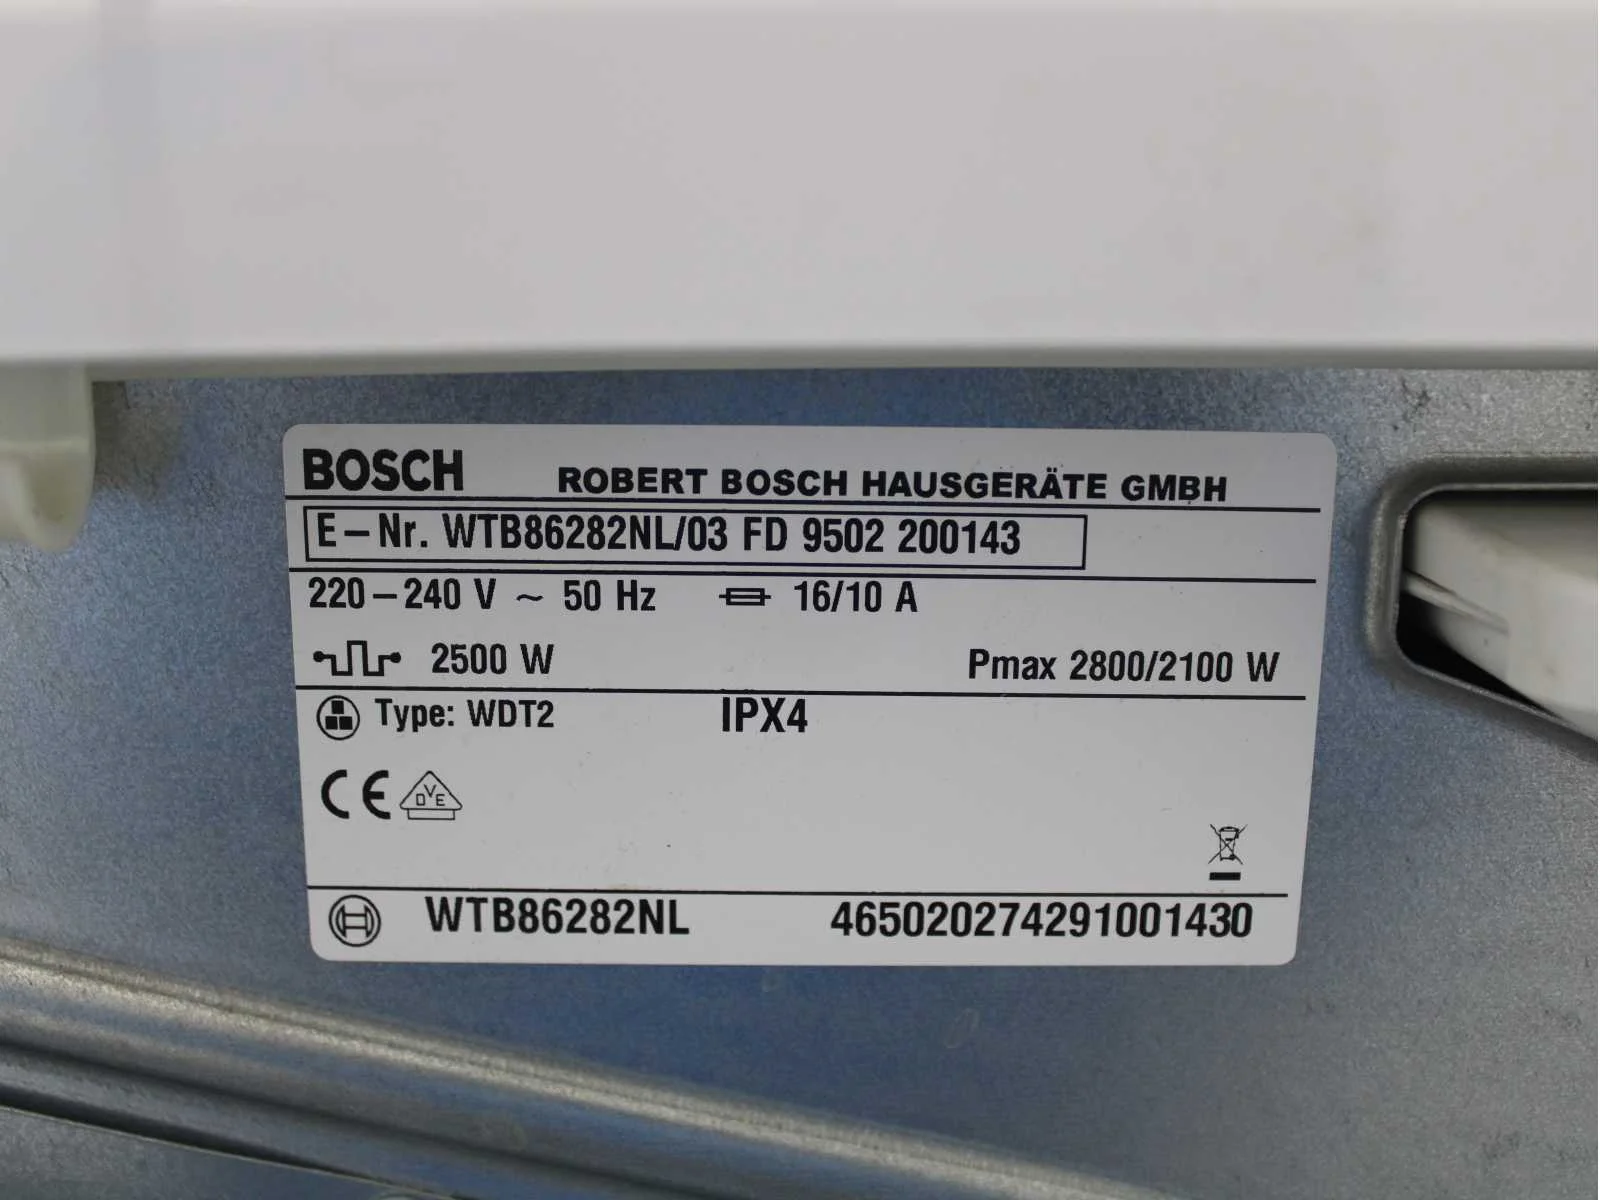 BOSCH ROBERT BOSCH HAUSGERÄTE GMBH
E-Nr. WTB86282NL/03 FD 9502 200143
220-240 V ~ 50 Hz 16/10 A
2500 W Pmax 2800/2100 W
Type: WDT2 IPX4
CE DVE
WTB86282NL 465020274291001430